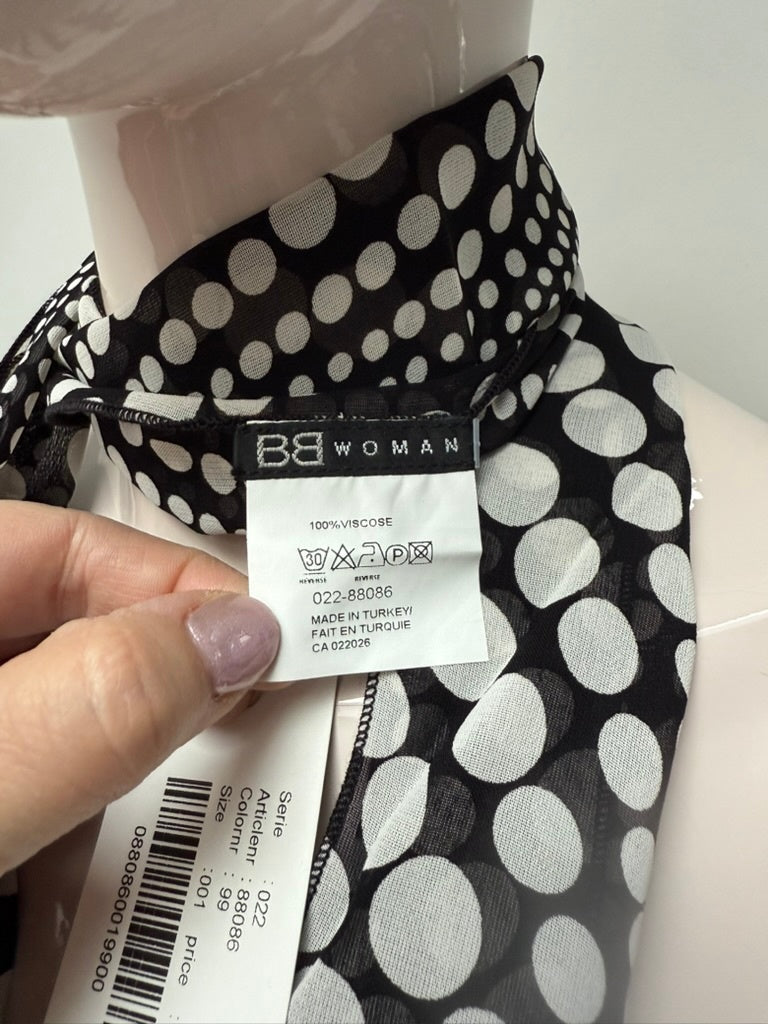 BB WOMAN
100%VISCOSE
30 P
REVERSE REVERSE
022-88086
MADE IN TURKEY/
FAIT EN TURQUIE
CA 022026
Serie : 022
Articlenr : 88086
Colornr : 99
Size :001 price :
0880860019900